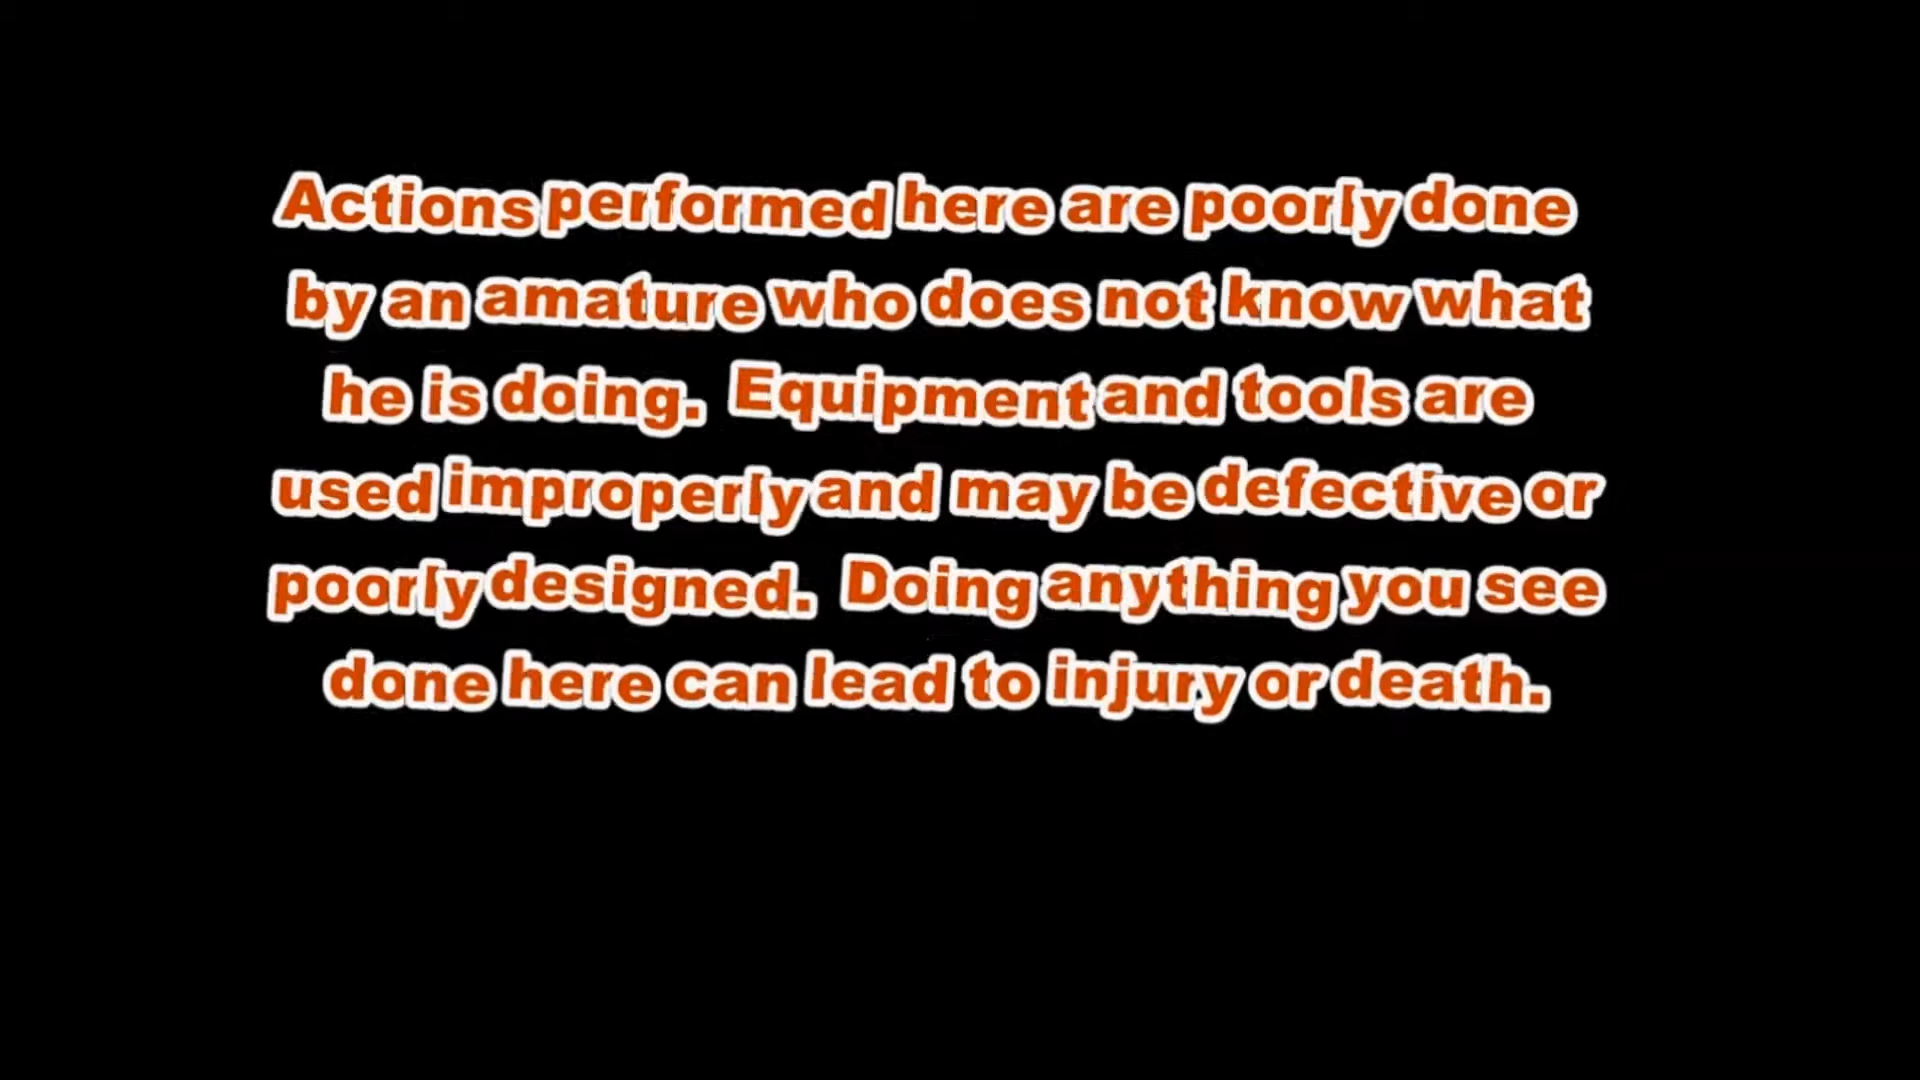 Actions performed here are poorly done
by an amature who does not know what
he is doing.  Equipment and tools are
used improperly and may be defective or
poorly designed.  Doing anything you see
done here can lead to injury or death.